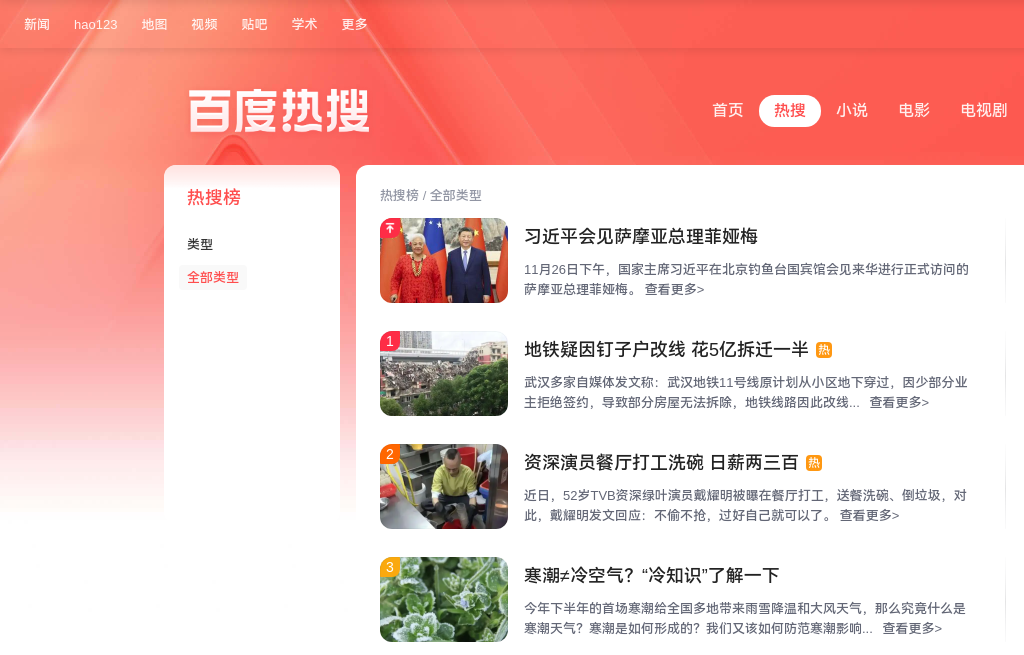 新闻 hao123 地图 视频 贴吧 学术 更多
百度热搜
首页 热搜 小说 电影 电视剧
热搜榜
类型
全部类型
热搜榜 / 全部类型
习近平会见萨摩亚总理菲娅梅
11月26日下午，国家主席习近平在北京钓鱼台国宾馆会见来华进行正式访问的
萨摩亚总理菲娅梅。 查看更多>
1
地铁疑因钉子户改线 花5亿拆迁一半 热
武汉多家自媒体发文称：武汉地铁11号线原计划从小区地下穿过，因少部分业
主拒绝签约，导致部分房屋无法拆除，地铁线路因此改线... 查看更多>
2
资深演员餐厅打工洗碗 日薪两三百 热
近日，52岁TVB资深绿叶演员戴耀明被曝在餐厅打工，送餐洗碗、倒垃圾，对
此，戴耀明发文回应：不偷不抢，过好自己就可以了。 查看更多>
3
寒潮≠冷空气？“冷知识”了解一下
今年下半年的首场寒潮给全国多地带来雨雪降温和大风天气，那么究竟什么是
寒潮天气？寒潮是如何形成的？我们又该如何防范寒潮影响... 查看更多>